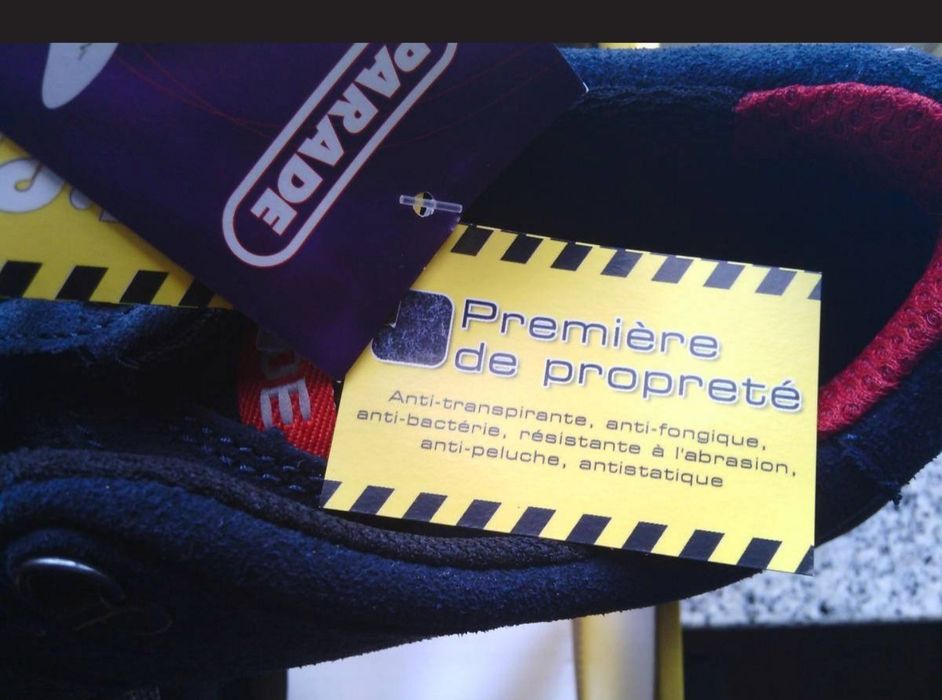 PARADE
Première
de propreté
Anti-transpirante, anti-fongique,
anti-bactérie, résistante à l'abrasion,
anti-peluche, antistatique